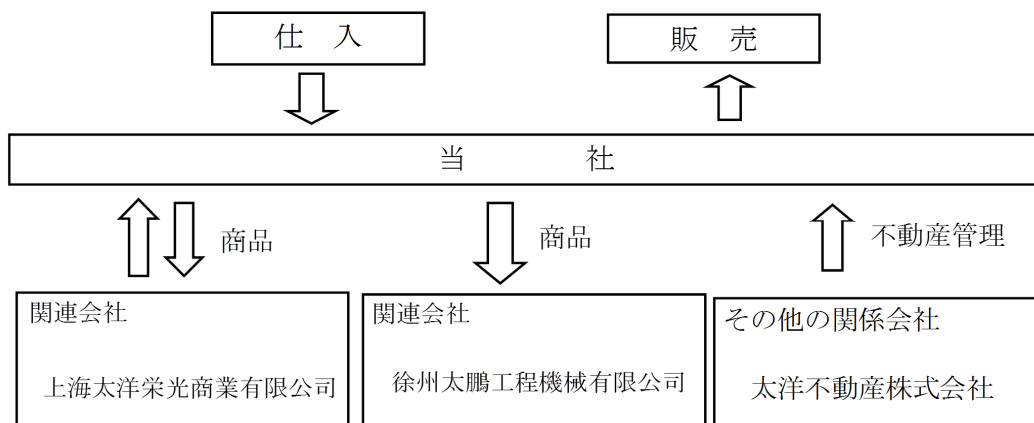 仕　入
販　売
当　　　社
商品
商品
不動産管理
関連会社
上海太洋栄光商業有限公司
関連会社
徐州太鵬工程機械有限公司
その他の関係会社
太洋不動産株式会社